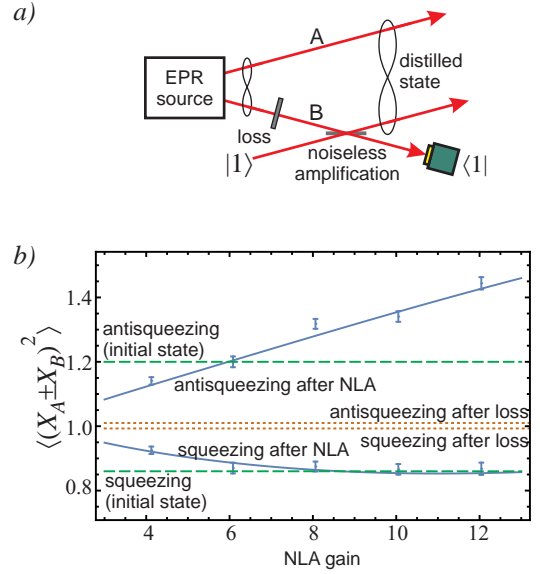 a)
A
EPR
source
distilled
state
B
loss
noiseless
amplification
|1⟩
⟨1|
b)
⟨(X_A±X_B)²⟩
1.4
1.2
1.0
0.8
antisqueezing
(initial state)
antisqueezing after NLA
antisqueezing after loss
squeezing after NLA
squeezing after loss
squeezing
(initial state)
4 6 8 10 12
NLA gain